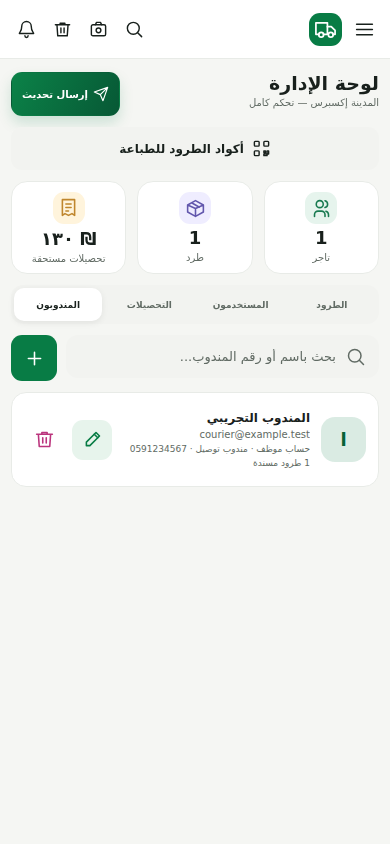 لوحة الإدارة
المدينة إكسبرس — تحكم كامل
إرسال تحديث
أكواد الطرود للطباعة
1
تاجر
1
طرد
₪ ١٣٠
تحصيلات مستحقة
الطرود
المستخدمون
التحصيلات
المندوبون
بحث باسم أو رقم المندوب...
ا
المندوب التجريبي
courier@example.test
حساب موظف · مندوب توصيل · 0591234567
1 طرود مسندة